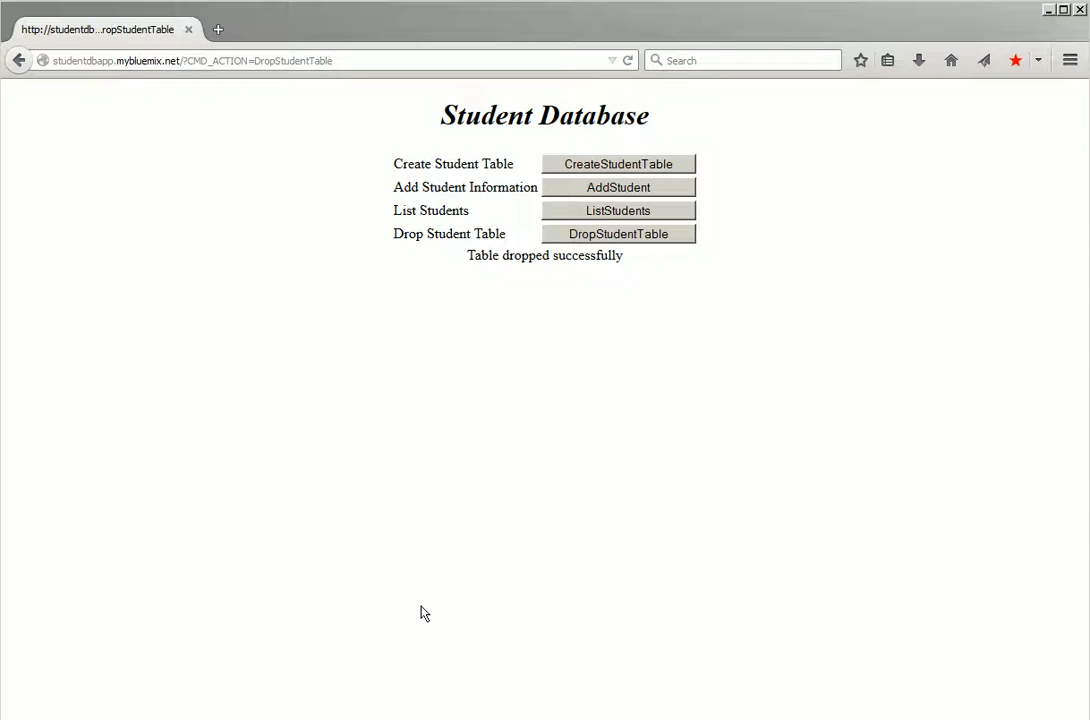 http://studentdb...ropStudentTable
studentdbapp.mybluemix.net/?CMD_ACTION=DropStudentTable
Search
Student Database
Create Student Table CreateStudentTable
Add Student Information AddStudent
List Students ListStudents
Drop Student Table DropStudentTable
Table dropped successfully